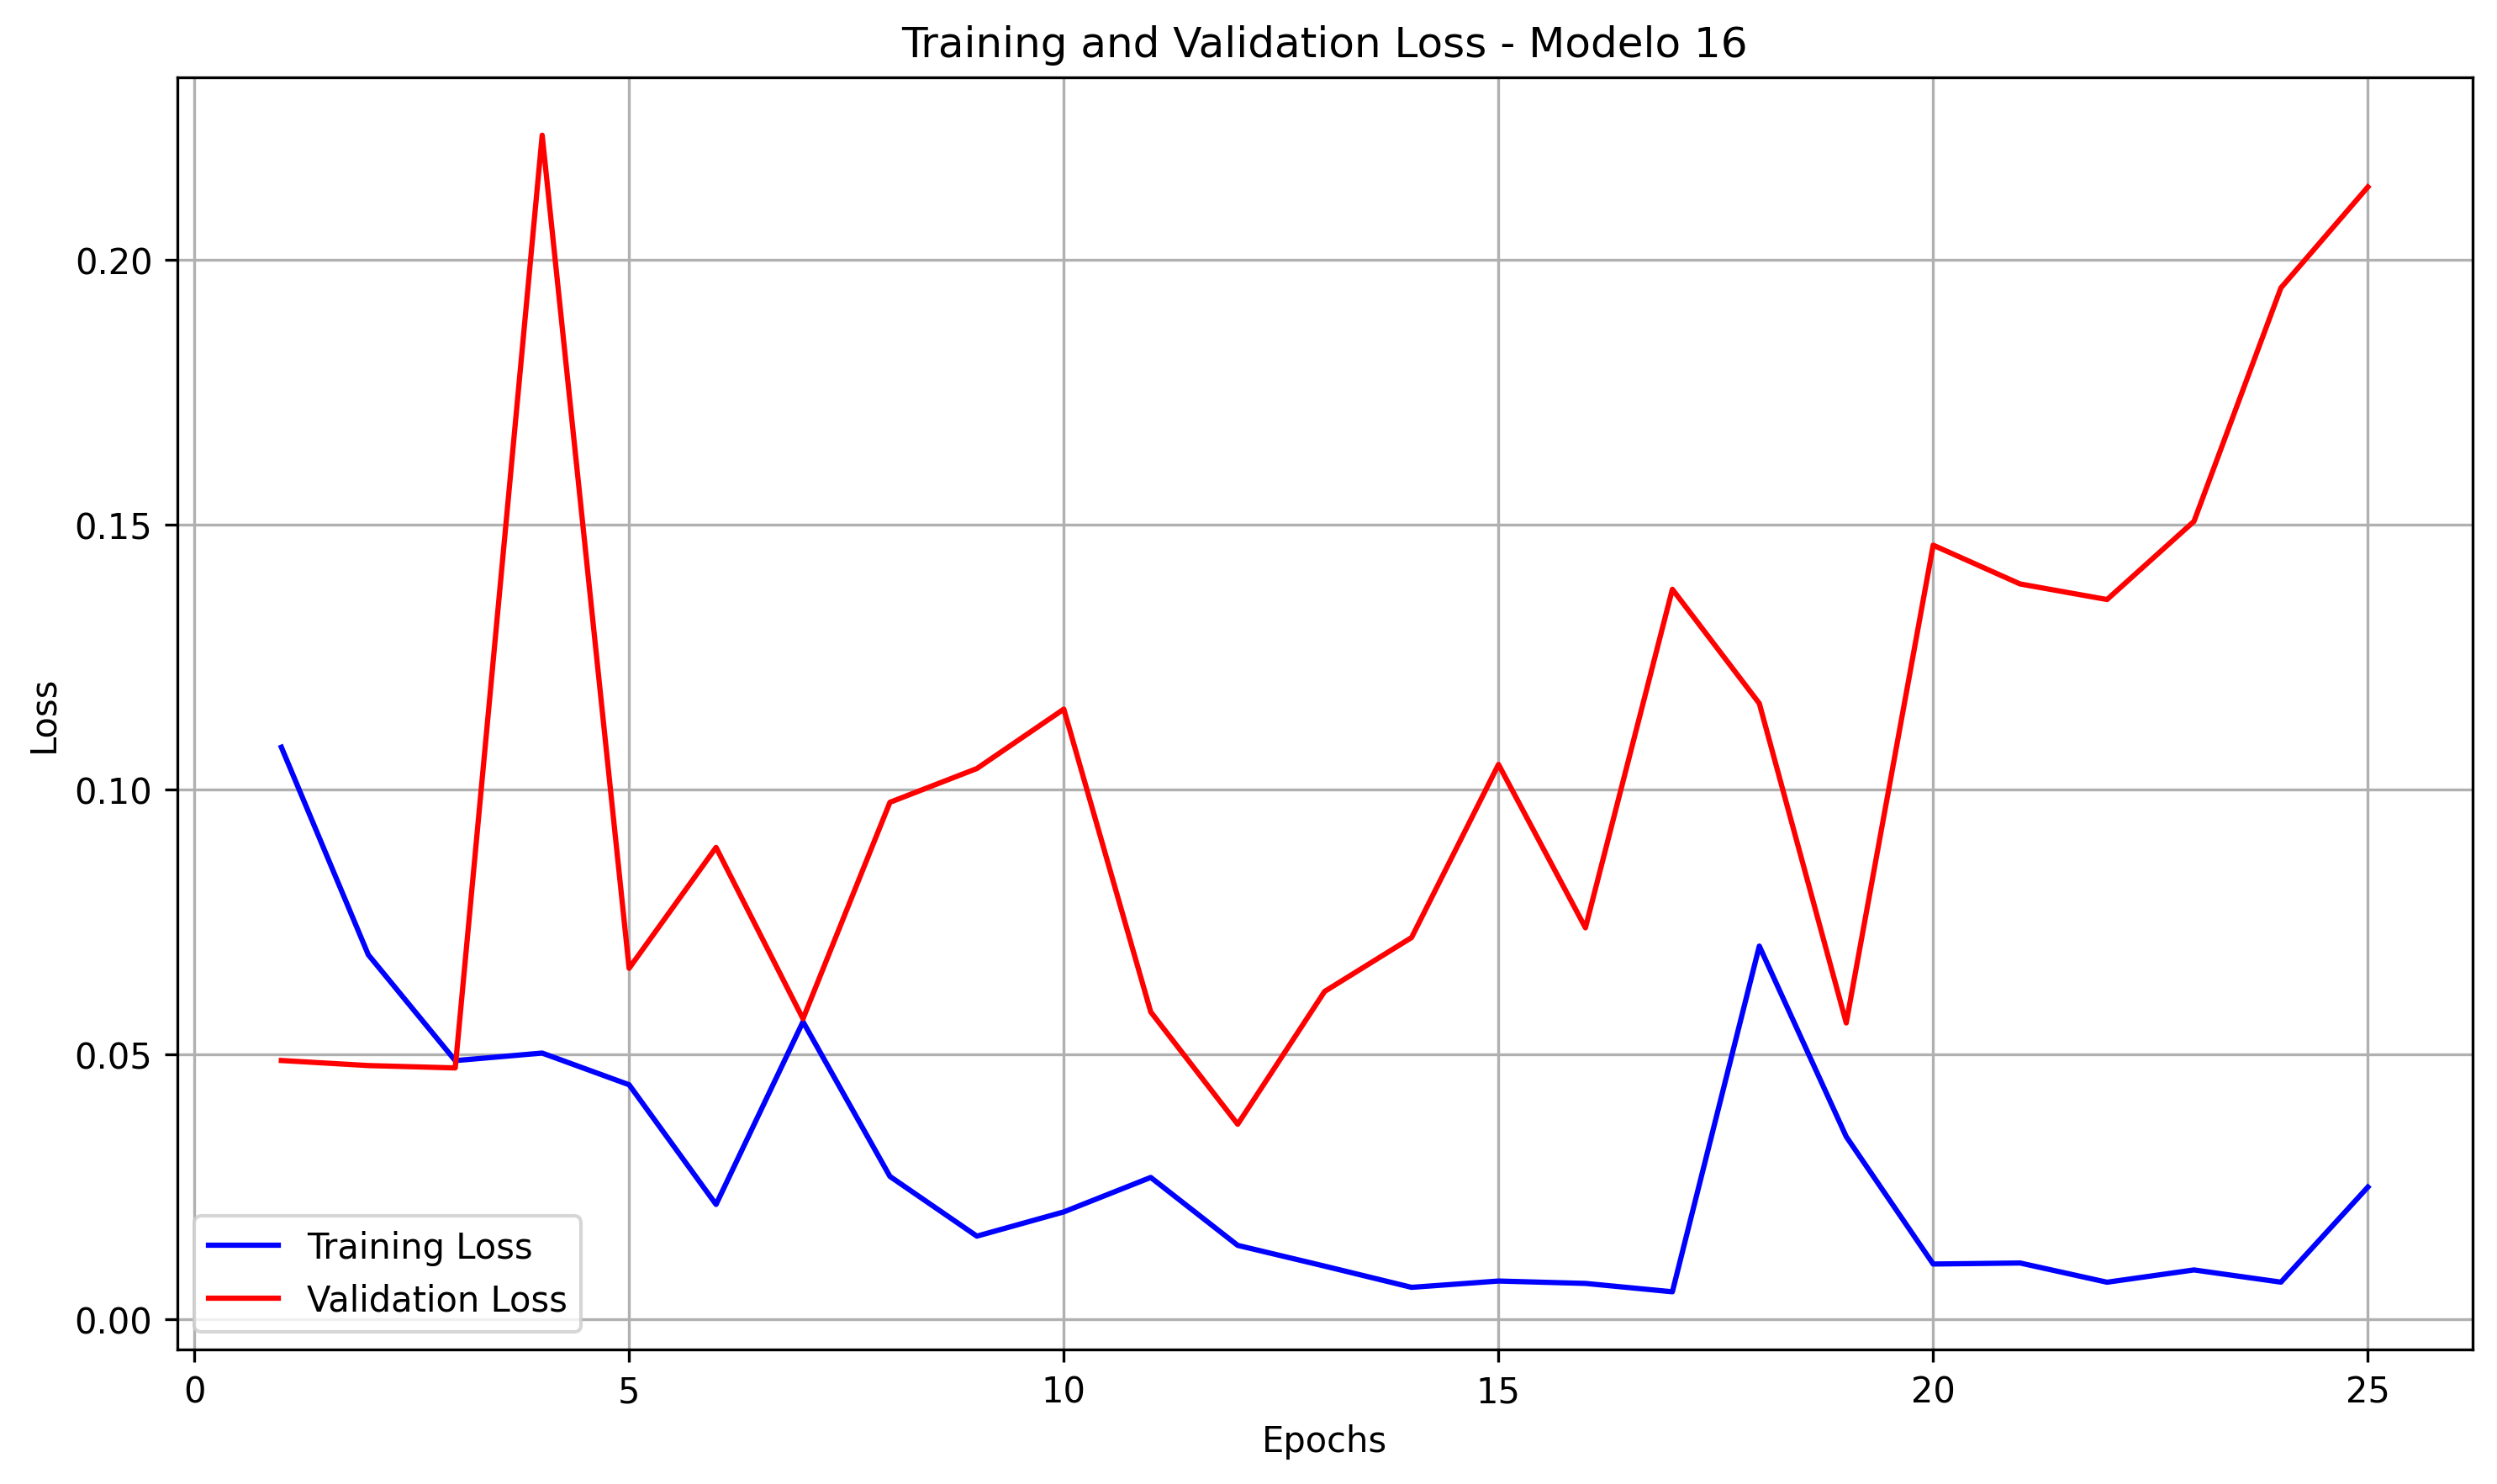 Training and Validation Loss - Modelo 16
Loss
0.20
0.15
0.10
0.05
0.00
Training Loss
Validation Loss
0 5 10 15 20 25
Epochs